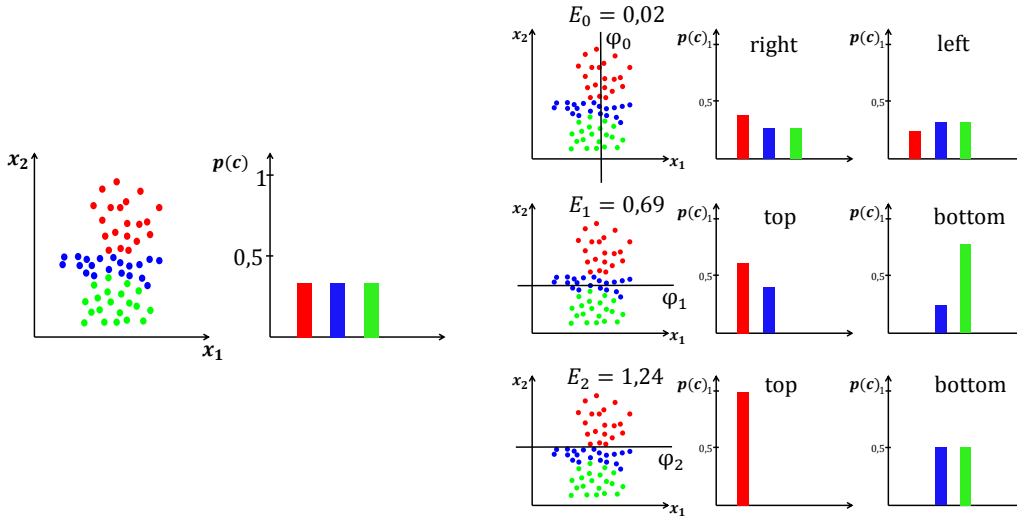 x₂
x₁
p(c)
1
0,5
E₀ = 0,02
x₂
φ₀
x₁
p(c)
1
right
0,5
p(c)
1
left
0,5
E₁ = 0,69
x₂
φ₁
x₁
p(c)
1
top
0,5
p(c)
1
bottom
0,5
E₂ = 1,24
x₂
φ₂
x₁
p(c)
1
top
0,5
p(c)
1
bottom
0,5